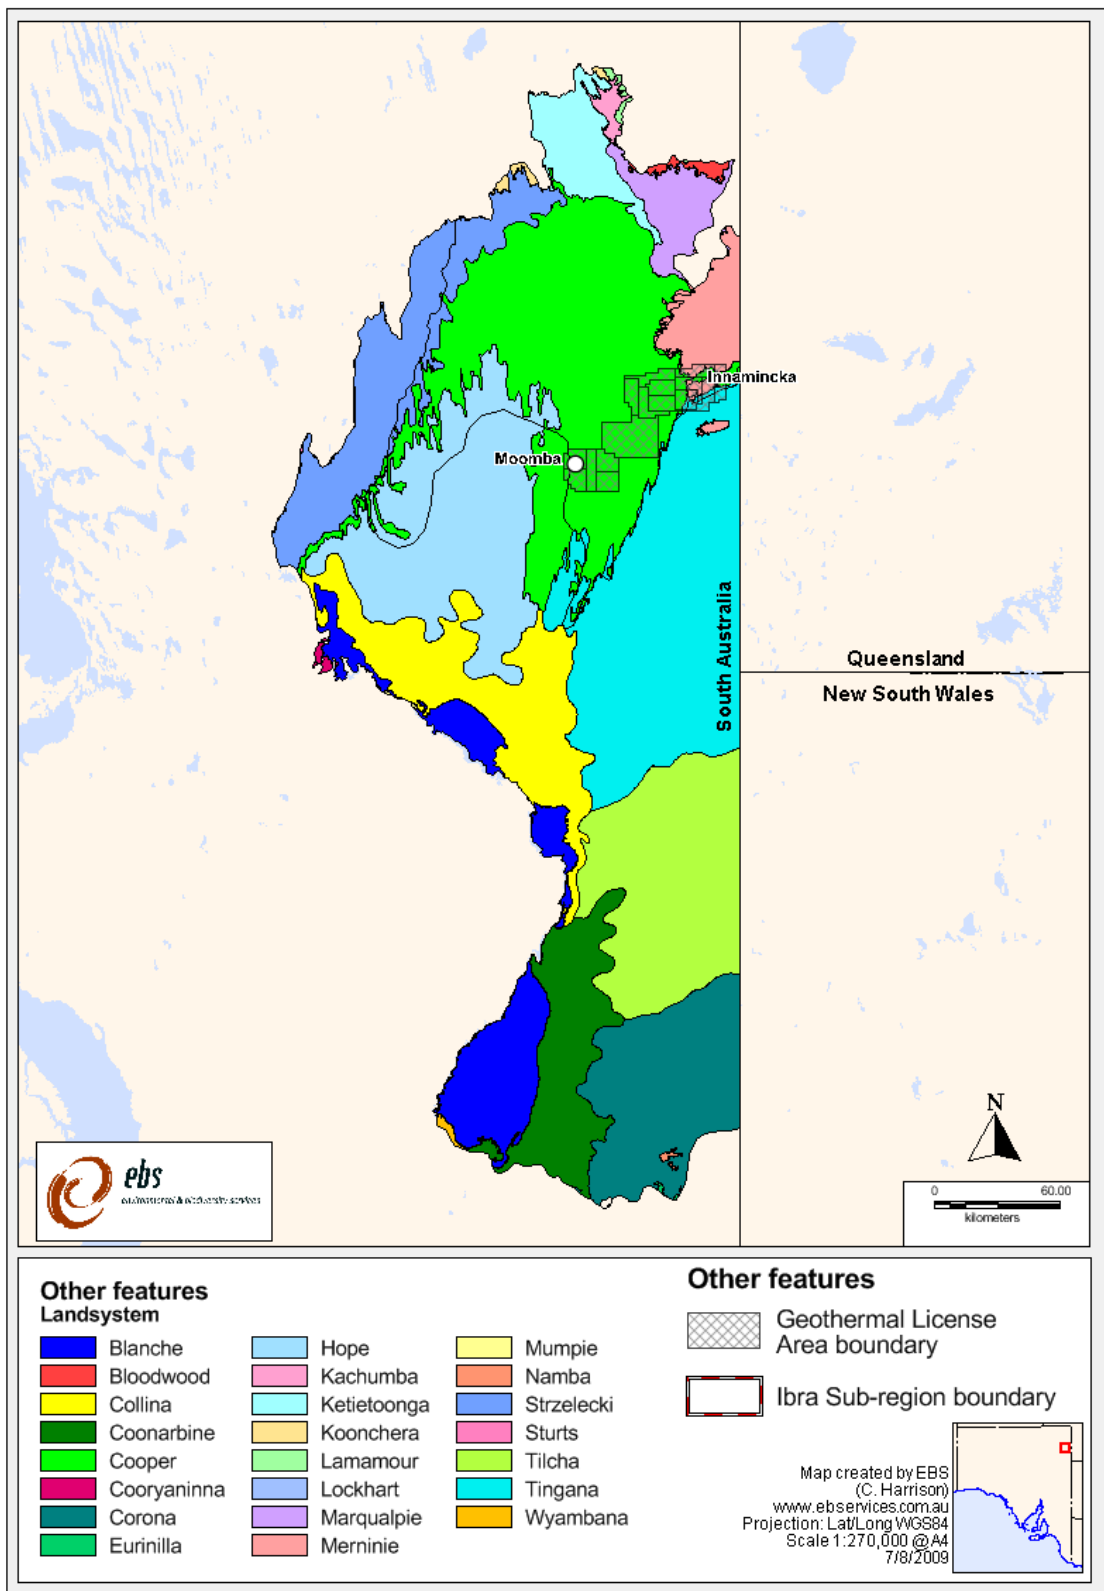 Innamincka
Moomba
South Australia
Queensland
New South Wales
N
0 60.00
kilometers
ebs
environmental & biodiversity services
Other features
Landsystem
Blanche
Bloodwood
Collina
Coonarbine
Cooper
Cooryaninna
Corona
Eurinilla
Hope
Kachumba
Ketietoonga
Koonchera
Lamamour
Lockhart
Marqualpie
Merninie
Mumpie
Namba
Strzelecki
Sturts
Tilcha
Tingana
Wyambana
Other features
Geothermal License
Area boundary
Ibra Sub-region boundary
Map created by EBS
(C. Harrison)
www.ebservices.com.au
Projection: Lat/Long WGS84
Scale 1:270,000 @A4
7/8/2009